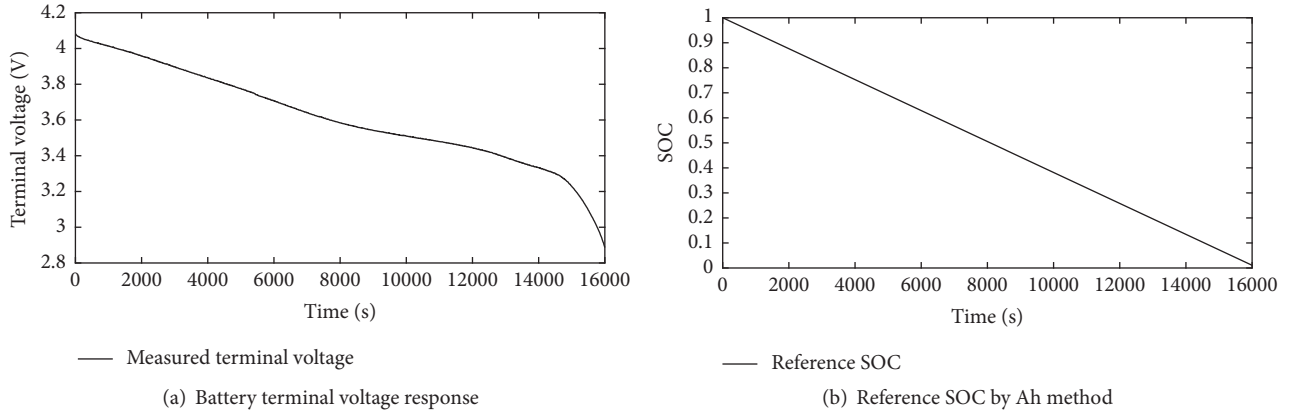 4.2
4
3.8
3.6
3.4
3.2
3
2.8
Terminal voltage (V)
0 2000 4000 6000 8000 10000 12000 14000 16000
Time (s)
Measured terminal voltage
(a) Battery terminal voltage response
1
0.9
0.8
0.7
0.6
0.5
0.4
0.3
0.2
0.1
0
SOC
0 2000 4000 6000 8000 10000 12000 14000 16000
Time (s)
Reference SOC
(b) Reference SOC by Ah method